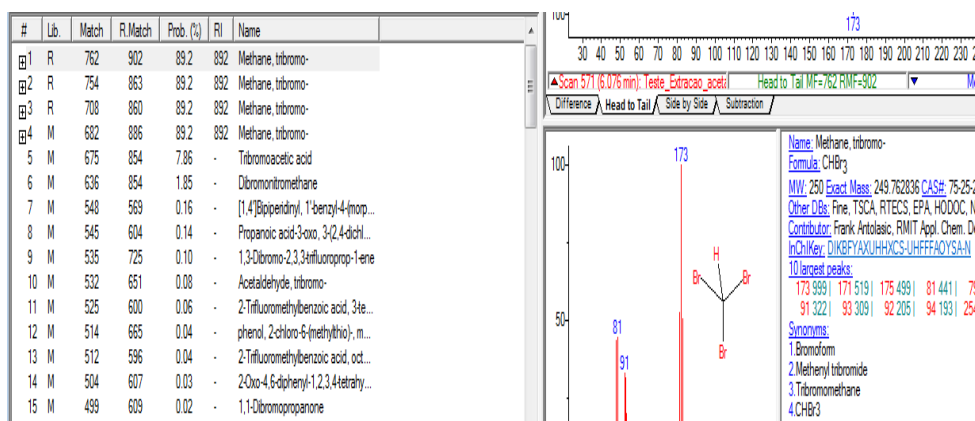 # Lib. Match R.Match Prob. (%) RI Name
1 R 762 902 89.2 892 Methane, tribromo-
2 R 754 863 89.2 892 Methane, tribromo-
3 R 708 860 89.2 892 Methane, tribromo-
4 M 682 886 89.2 892 Methane, tribromo-
5 M 675 854 7.86 - Tribromoacetic acid
6 M 636 854 1.85 - Dibromonitromethane
7 M 548 569 0.16 - [1,4']Bipiperidinyl, 1'-benzyl-4-(morp...
8 M 545 604 0.14 - Propanoic acid-3-oxo, 3-(2,4-dichl...
9 M 535 725 0.10 - 1,3-Dibromo-2,3,3-trifluoroprop-1-ene
10 M 532 651 0.08 - Acetaldehyde, tribromo-
11 M 525 600 0.06 - 2-Trifluoromethylbenzoic acid, 3-te...
12 M 514 665 0.04 - phenol, 2-chloro-6-(methylthio)-, m...
13 M 512 596 0.04 - 2-Trifluoromethylbenzoic acid, oct...
14 M 504 607 0.03 - 2-Oxo-4,6-diphenyl-1,2,3,4-tetrahy...
15 M 499 609 0.02 - 1,1-Dibromopropanone
100-
173
30 40 50 60 70 80 90 100 110 120 130 140 150 160 170 180 190 200 210 220 230 2
Scan 571 (6.076 min): Teste_Extracao_aceta Head to Tail MF=762 RMF=902 Me
Difference Head to Tail Side by Side Subtraction
100-
173
50-
81
91
H
Br Br
Br
Name: Methane, tribromo-
Formula: CHBr3
MW: 250 Exact Mass: 249.762836 CAS#: 75-25-2
Other DBs: Fine, TSCA, RTECS, EPA, HODOC, N
Contributor: Frank Antolasic, RMIT Appl. Chem. De
InChIKey: DIKBFYAXUHHXCS-UHFFFAOYSA-N
10 largest peaks:
173 999 | 171 519 | 175 499 | 81 441 | 75
91 322 | 93 309 | 92 205 | 94 193 | 254
Synonyms:
1.Bromoform
2.Methenyl tribromide
3.Tribromomethane
4.CHBr3